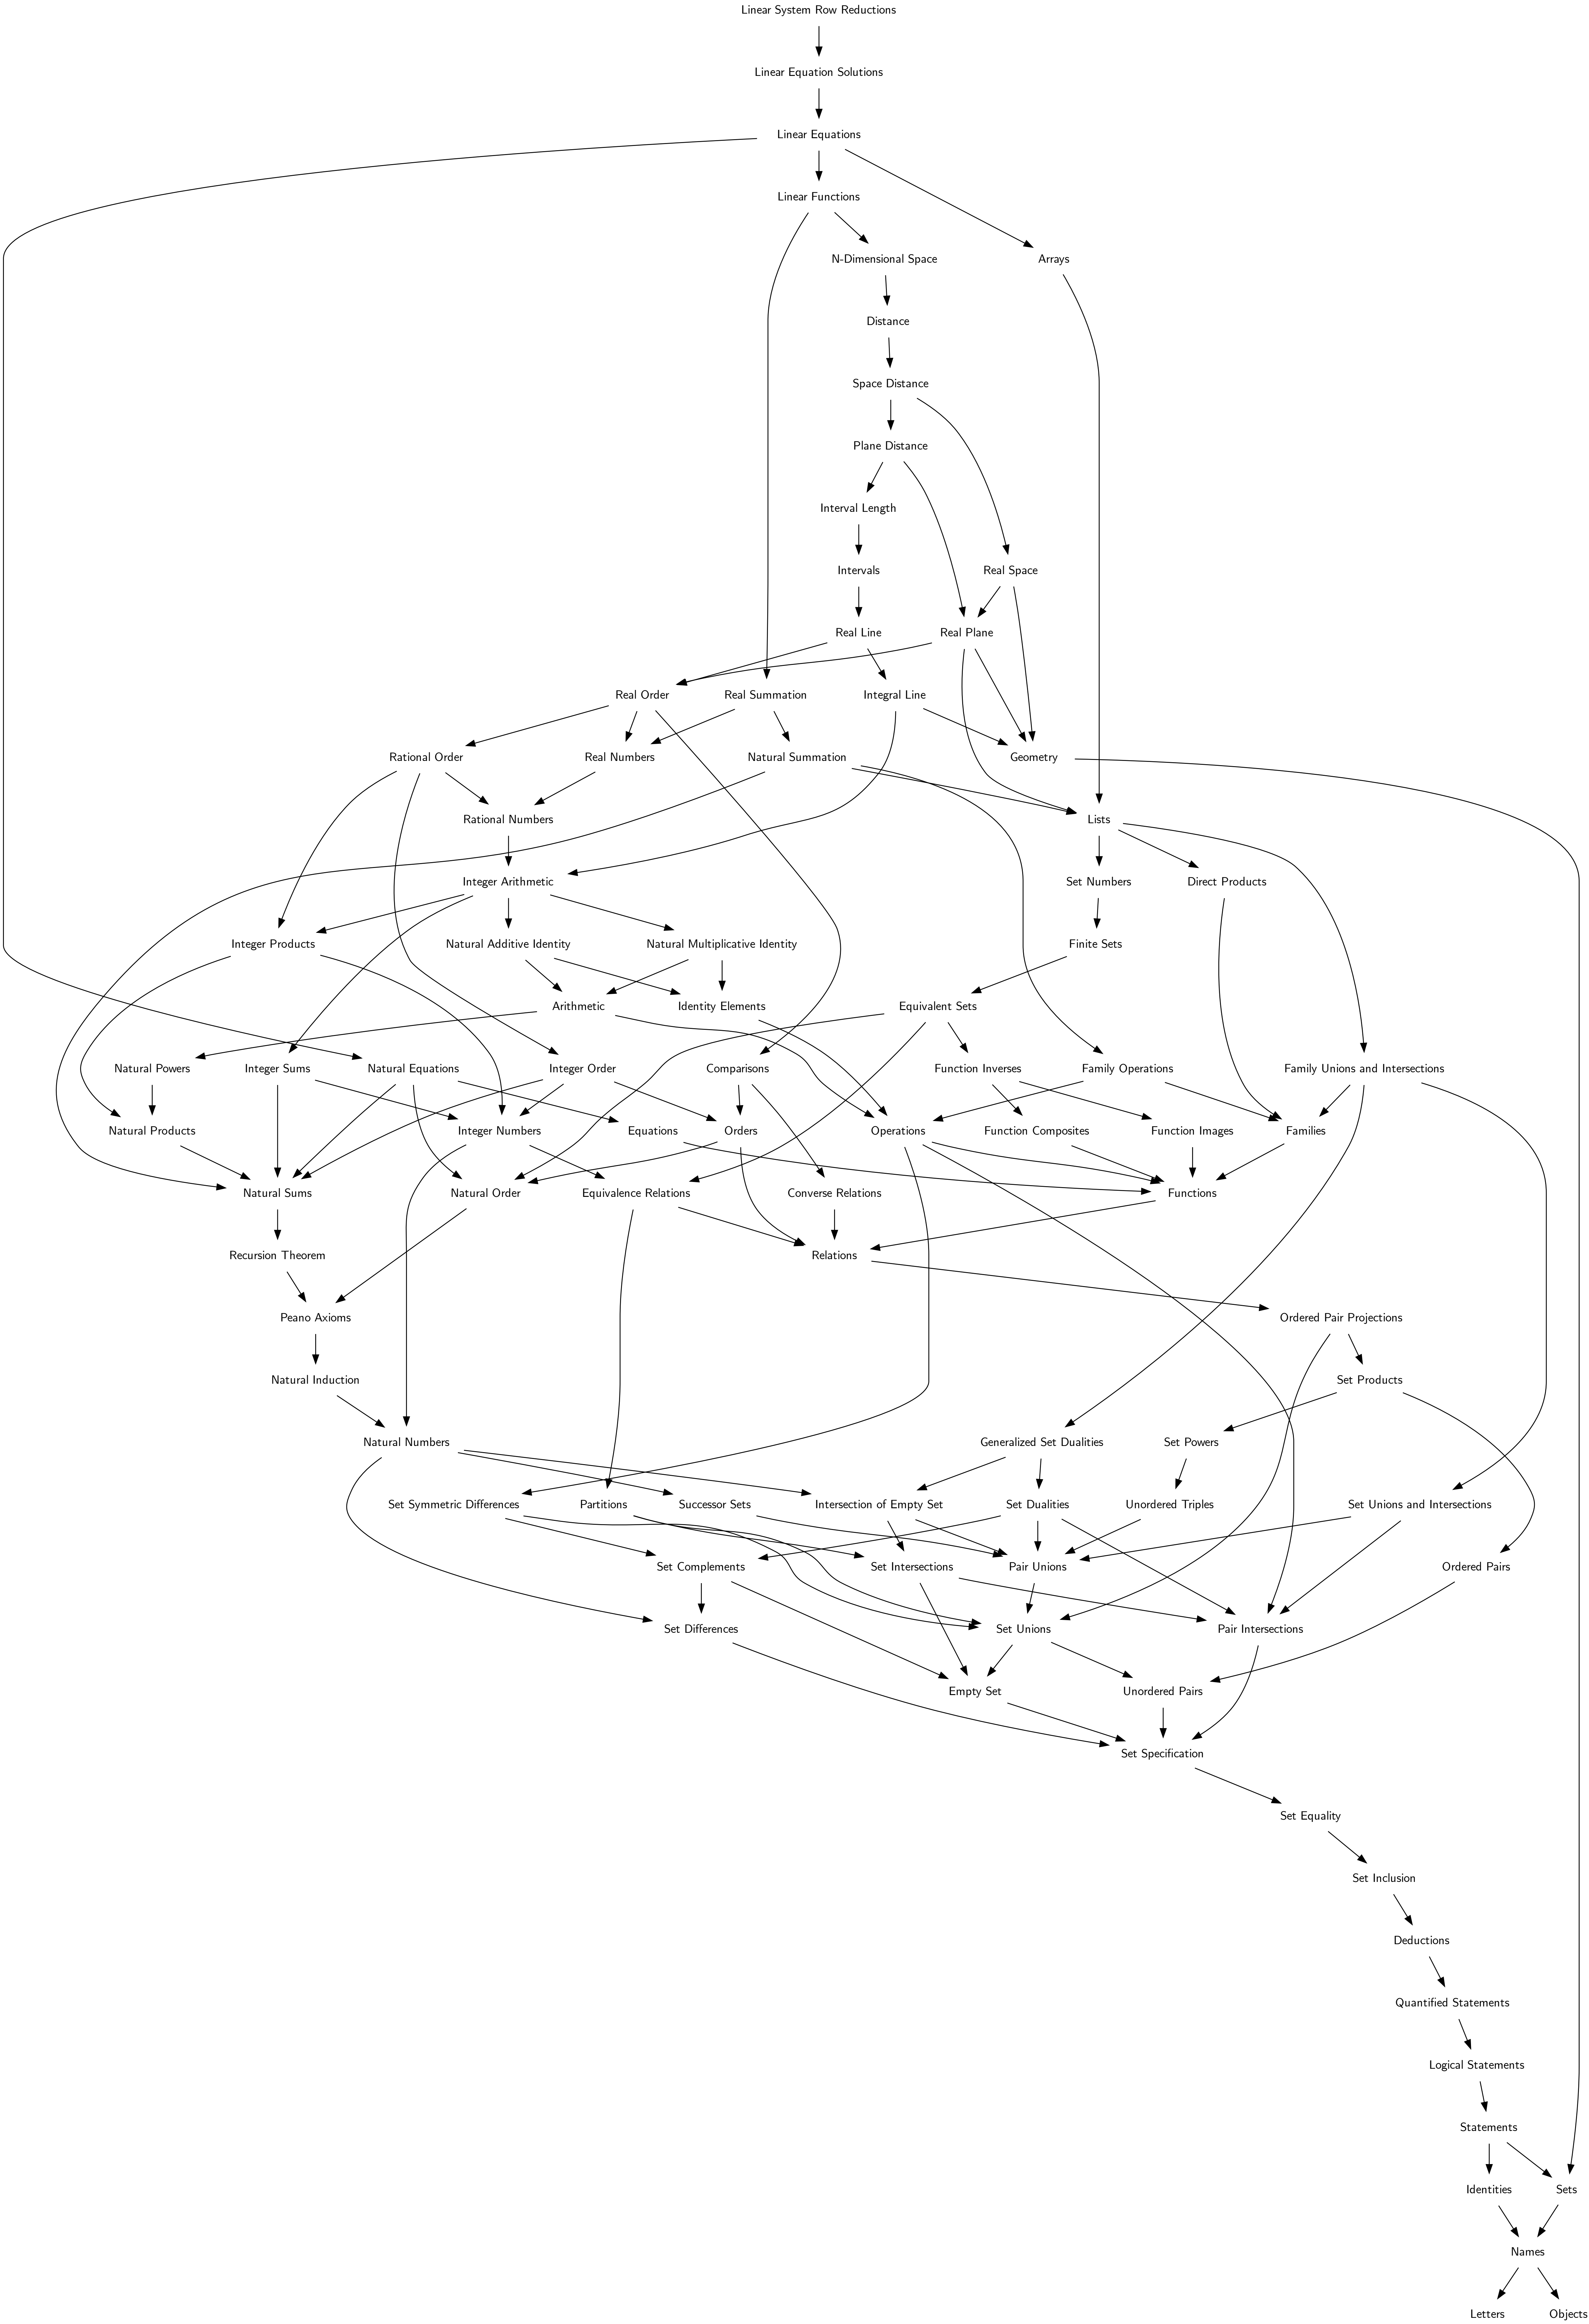 Linear System Row Reductions
Linear Equation Solutions
Linear Equations
Linear Functions
N-Dimensional Space
Arrays
Distance
Space Distance
Plane Distance
Interval Length
Intervals
Real Space
Real Line
Real Plane
Real Order
Real Summation
Integral Line
Rational Order
Real Numbers
Natural Summation
Geometry
Rational Numbers
Lists
Integer Arithmetic
Set Numbers
Direct Products
Integer Products
Natural Additive Identity
Natural Multiplicative Identity
Finite Sets
Arithmetic
Identity Elements
Equivalent Sets
Natural Powers
Integer Sums
Natural Equations
Integer Order
Comparisons
Function Inverses
Family Operations
Family Unions and Intersections
Natural Products
Integer Numbers
Equations
Orders
Operations
Function Composites
Function Images
Families
Natural Sums
Natural Order
Equivalence Relations
Converse Relations
Functions
Recursion Theorem
Relations
Peano Axioms
Ordered Pair Projections
Natural Induction
Set Products
Natural Numbers
Generalized Set Dualities
Set Powers
Set Symmetric Differences
Partitions
Successor Sets
Intersection of Empty Set
Set Dualities
Unordered Triples
Set Unions and Intersections
Set Complements
Set Intersections
Pair Unions
Ordered Pairs
Set Differences
Set Unions
Pair Intersections
Empty Set
Unordered Pairs
Set Specification
Set Equality
Set Inclusion
Deductions
Quantified Statements
Logical Statements
Statements
Identities
Sets
Names
Letters
Objects